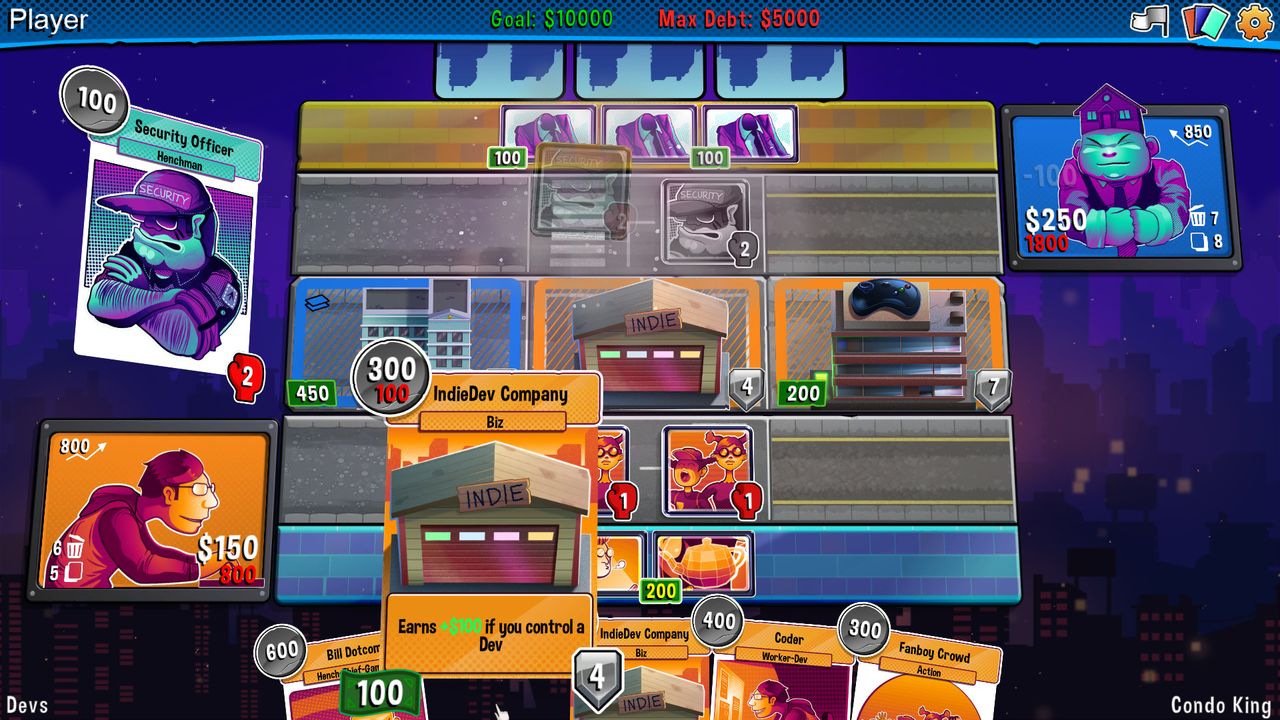 Player
Goal: $10000
Max Debt: $5000
100
Security Officer
Henchman
SECURITY
2
100
100
SECURITY
2
SECURITY
2
850
-100
$250
1800
7
8
450
INDIE
4
200
7
300
100
IndieDev Company
Biz
INDIE
Earns +$100 if you control a
Dev
100
4
1
1
200
800
$150
800
6
5
600
Bill Dotcom
IndieDev Company
Biz
INDIE
400
Coder
Worker-Dev
300
Fanboy Crowd
Action
Devs
Condo King